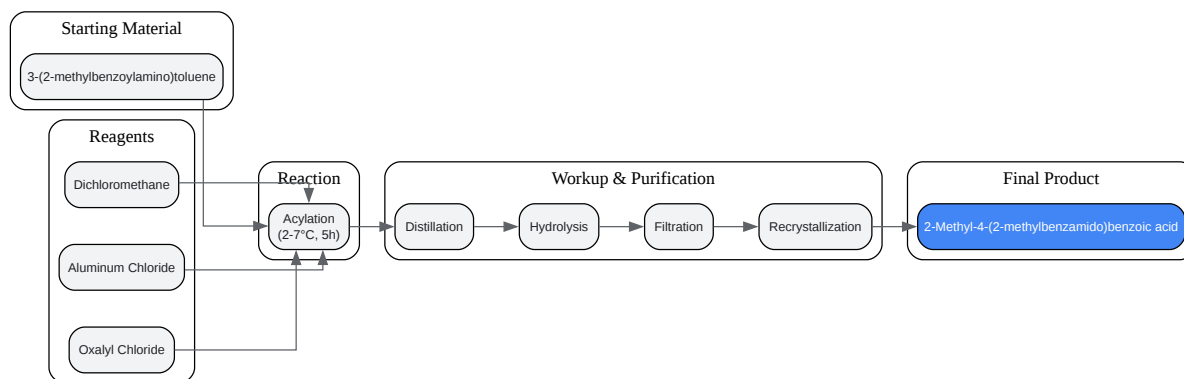 Starting Material
3-(2-methylbenzoylamino)toluene
Reagents
Dichloromethane
Aluminum Chloride
Oxalyl Chloride
Reaction
Acylation
(2-7°C, 5h)
Workup & Purification
Distillation
Hydrolysis
Filtration
Recrystallization
Final Product
2-Methyl-4-(2-methylbenzamido)benzoic acid